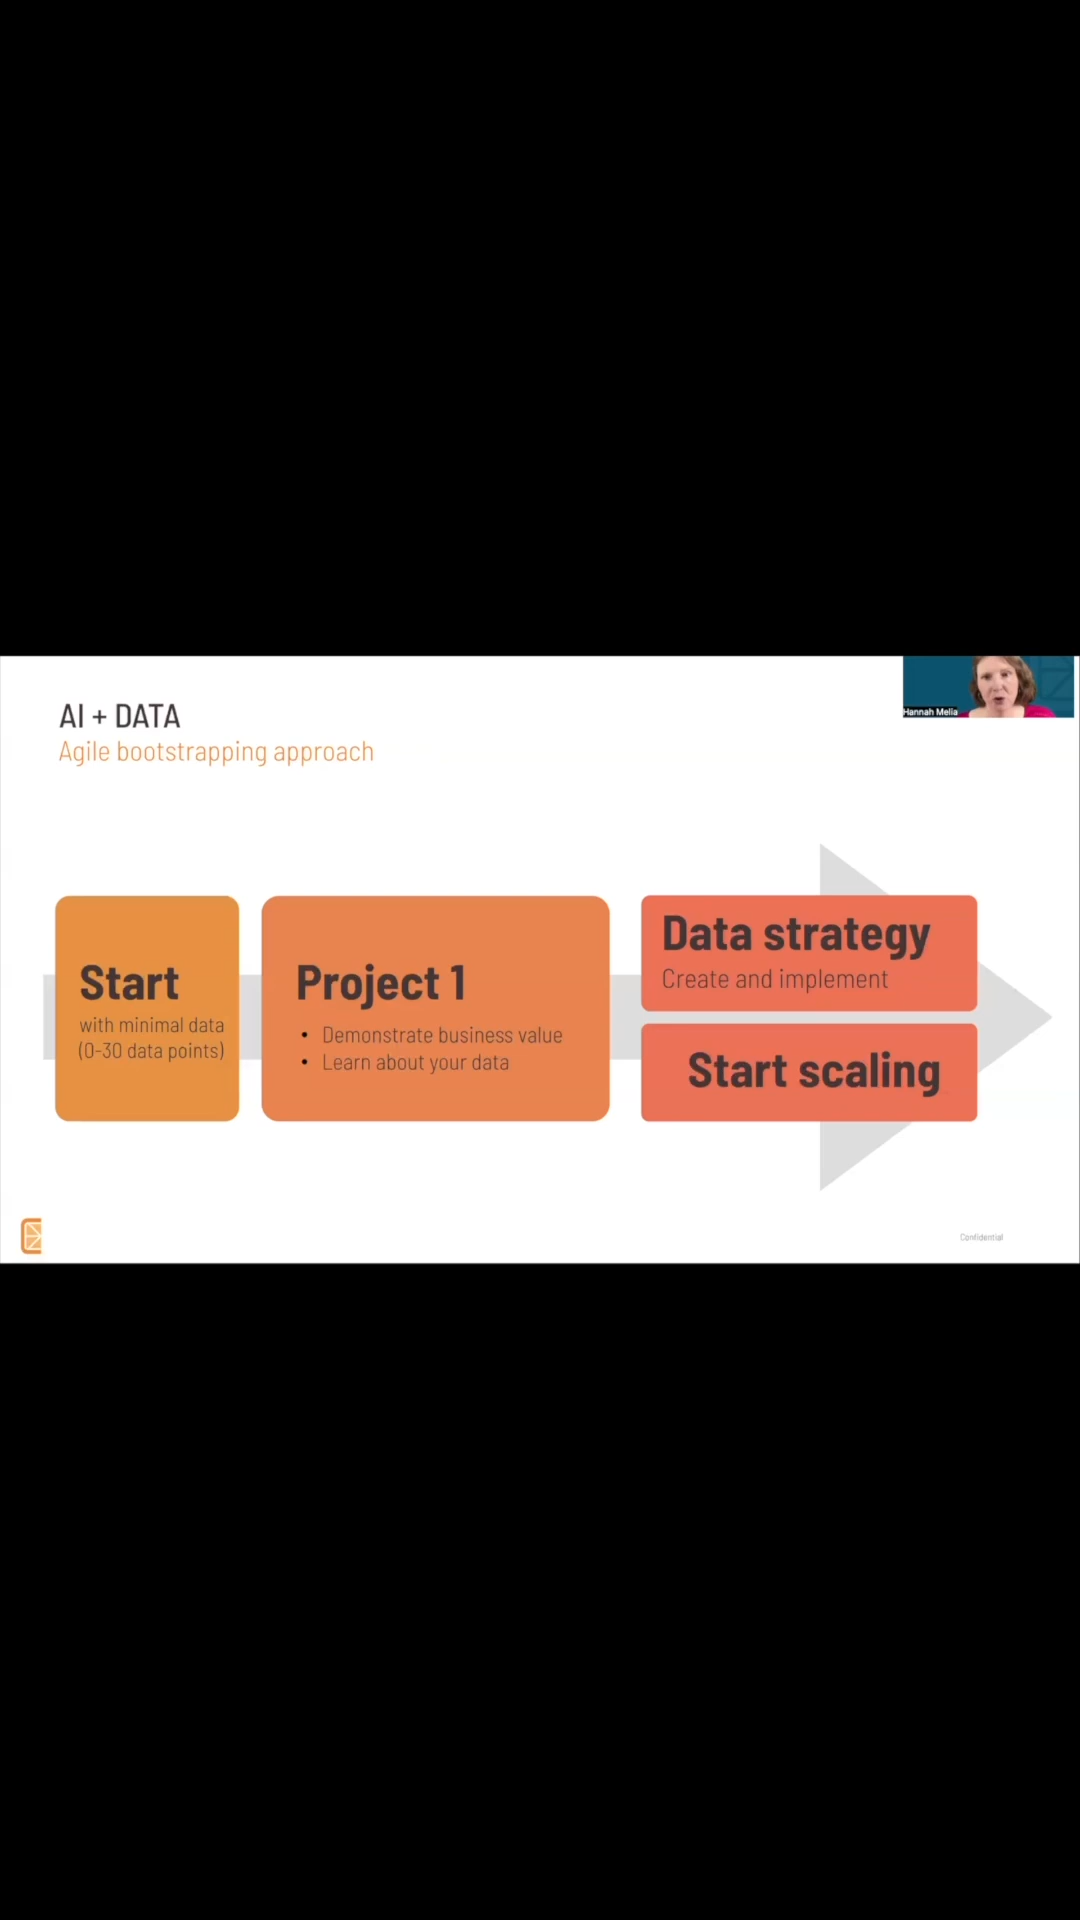 AI + DATA
Agile bootstrapping approach
Hannah Melia
Start
with minimal data
(0-30 data points)
Project 1
• Demonstrate business value
• Learn about your data
Data strategy
Create and implement
Start scaling
Confidential